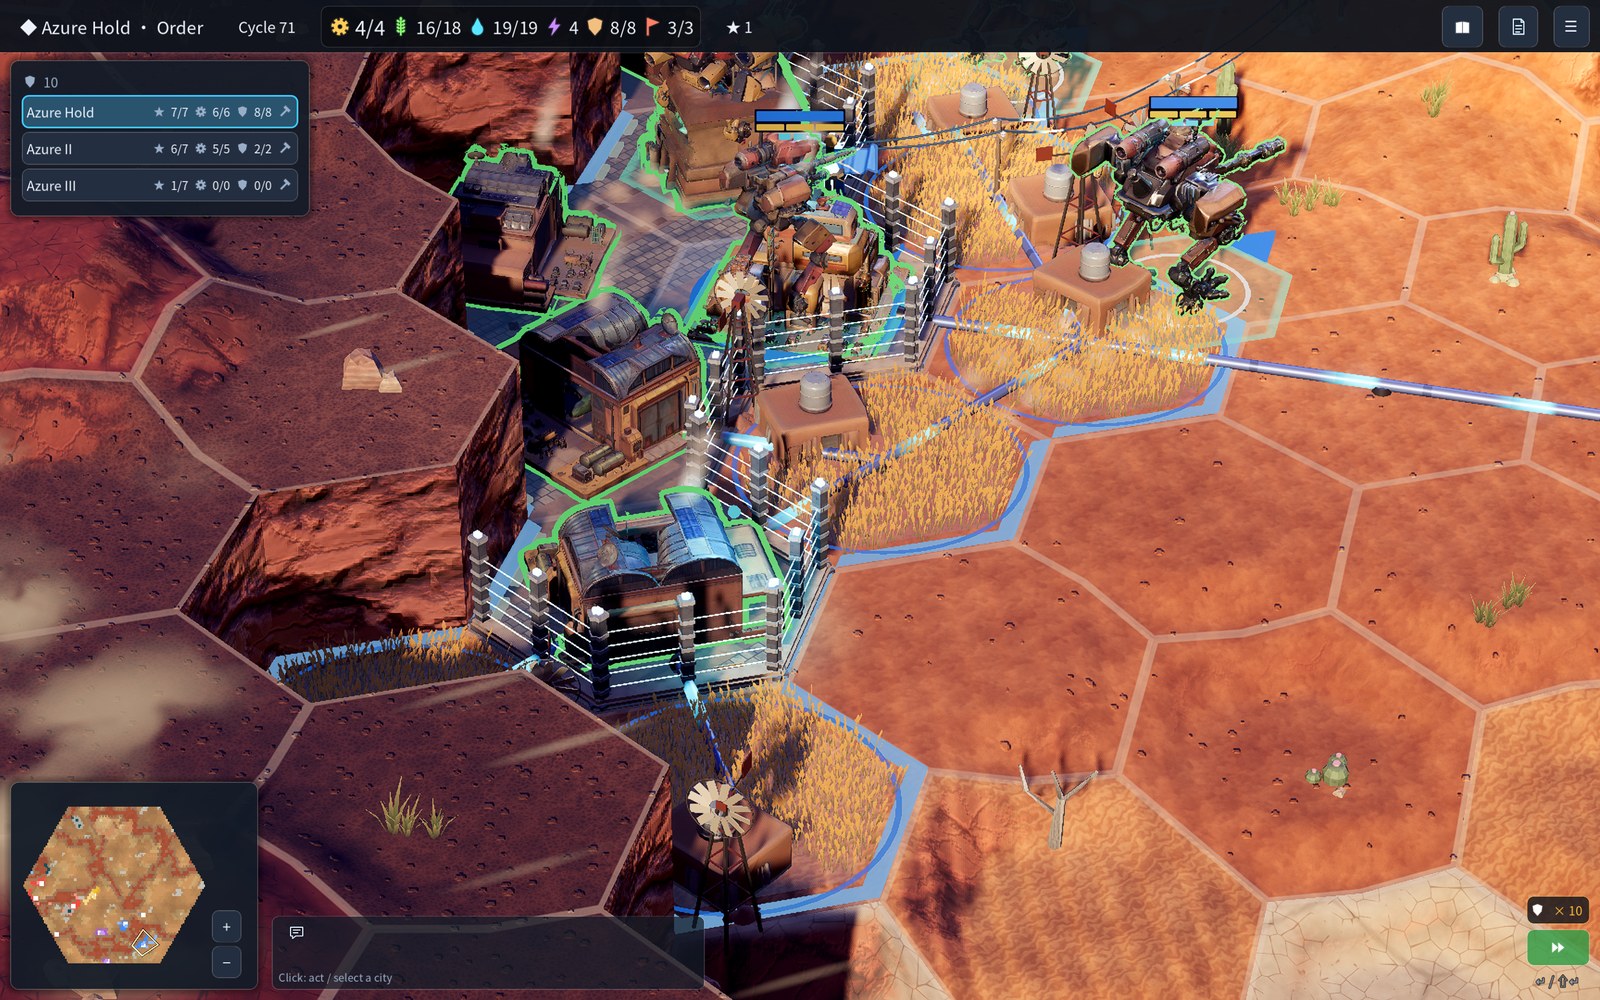 Azure Hold • Order Cycle 71 4/4 16/18 19/19 4 8/8 3/3 ★ 1
10
Azure Hold ★ 7/7 6/6 8/8
Azure II ★ 6/7 5/5 2/2
Azure III ★ 1/7 0/0 0/0
+
−
Click: act / select a city
× 10
↵ / ⇧↵